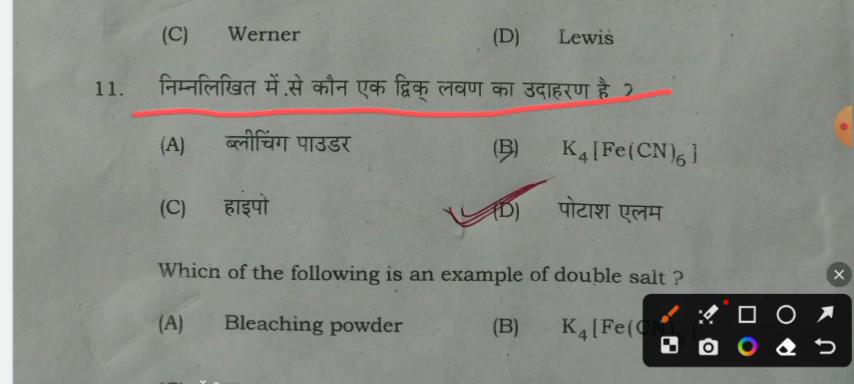 (C) Werner (D) Lewis
11. निम्नलिखित में से कौन एक द्विक् लवण का उदाहरण है ?
(A) ब्लीचिंग पाउडर (B) K₄[Fe(CN)₆]
(C) हाइपो (D) पोटाश एलम
Which of the following is an example of double salt ?
(A) Bleaching powder (B) K₄[Fe(CN)